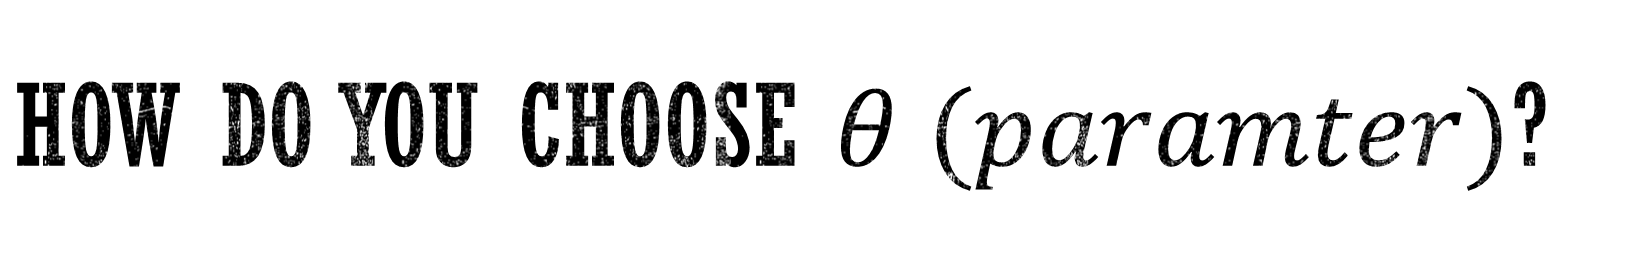 HOW DO YOU CHOOSE θ (paramter)?